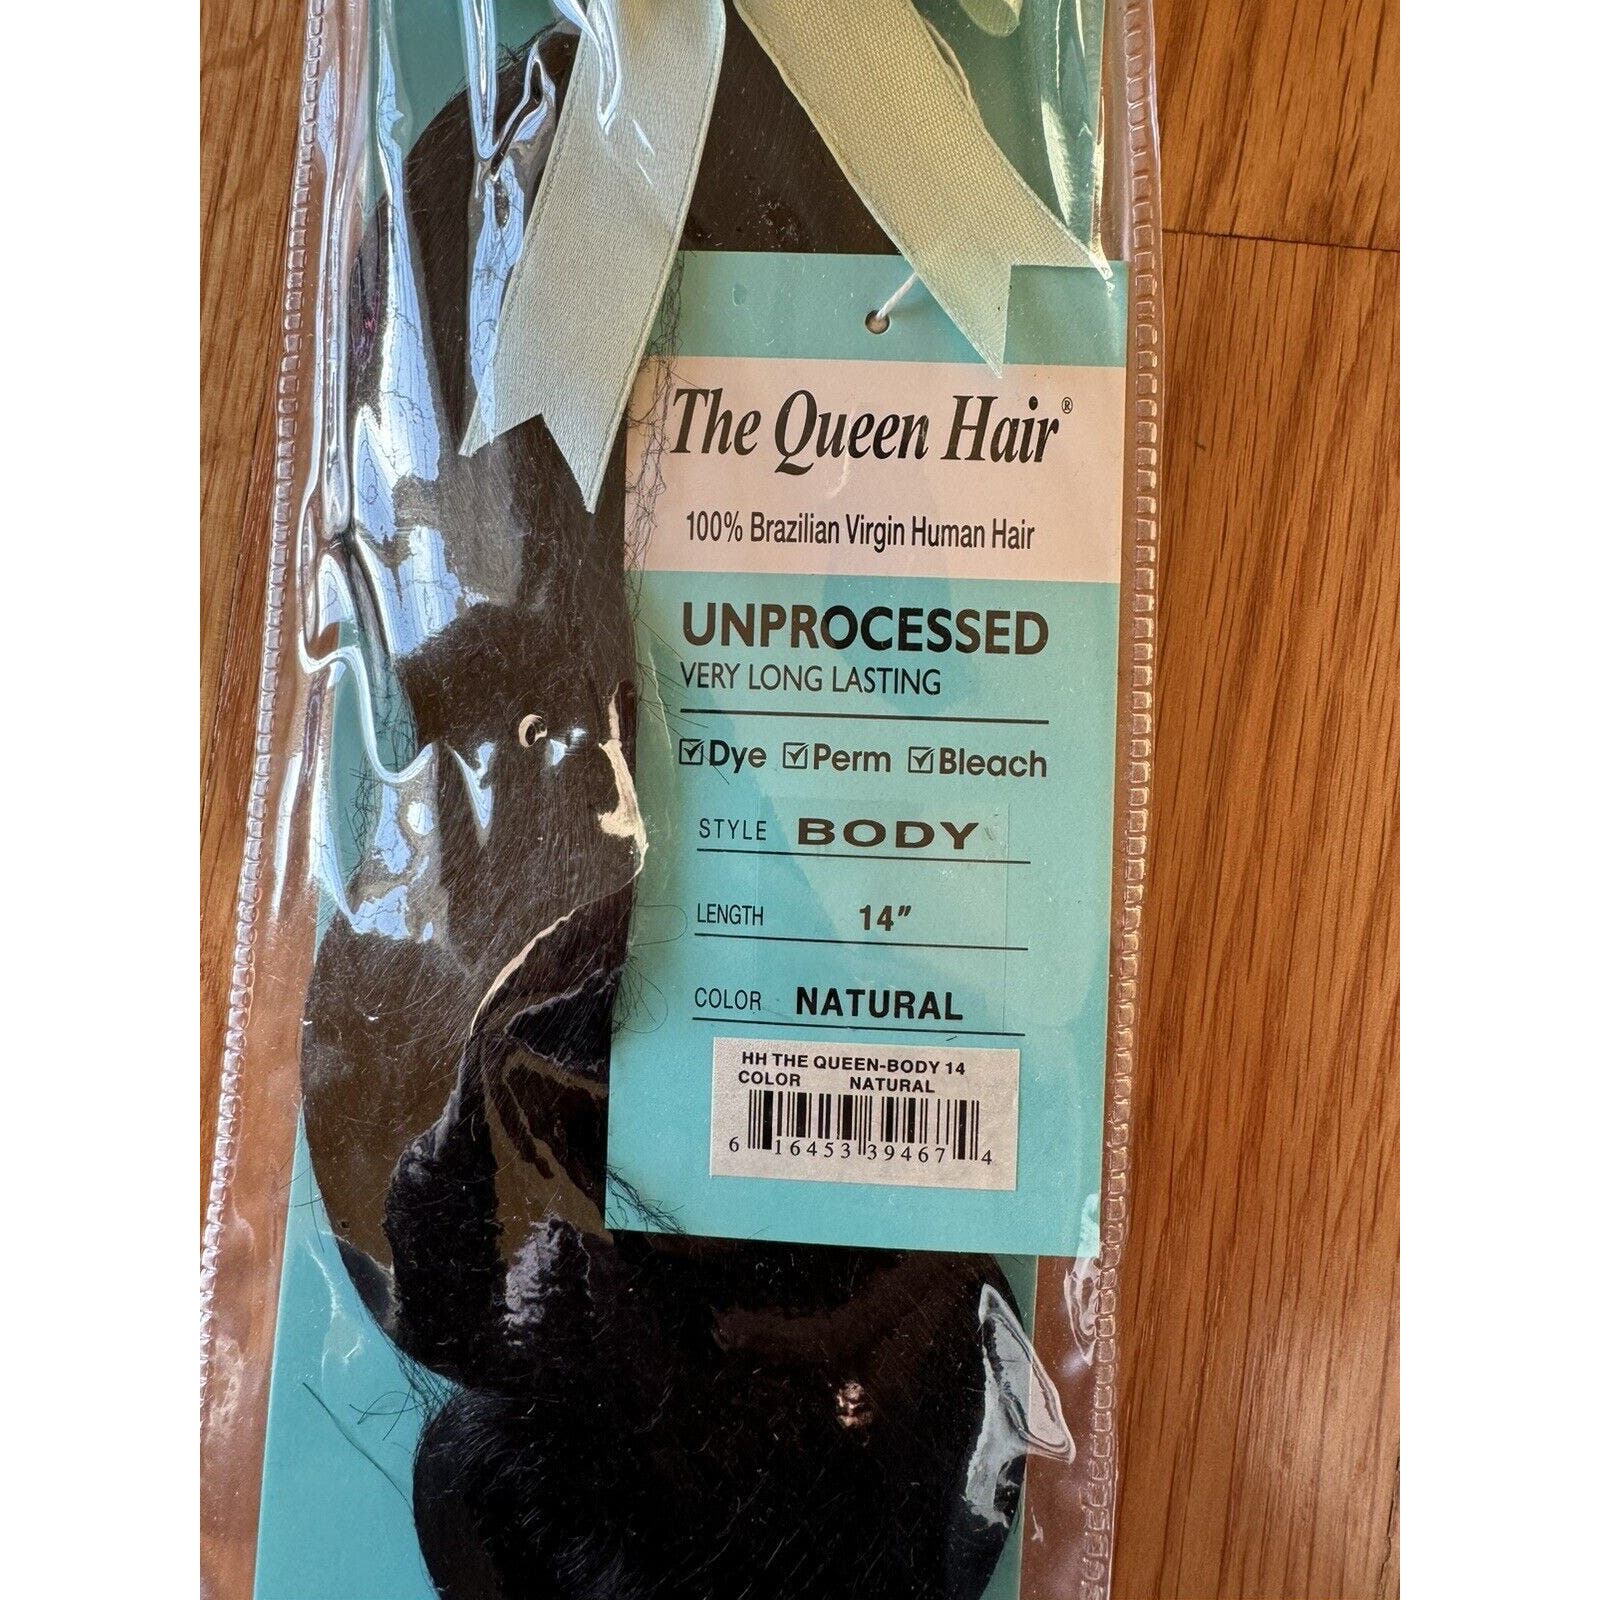 The Queen Hair®
100% Brazilian Virgin Human Hair
UNPROCESSED
VERY LONG LASTING
☑Dye ☑Perm ☑Bleach
STYLE BODY
LENGTH 14"
COLOR NATURAL
HH THE QUEEN-BODY 14
COLOR NATURAL
6 16453 39467 4